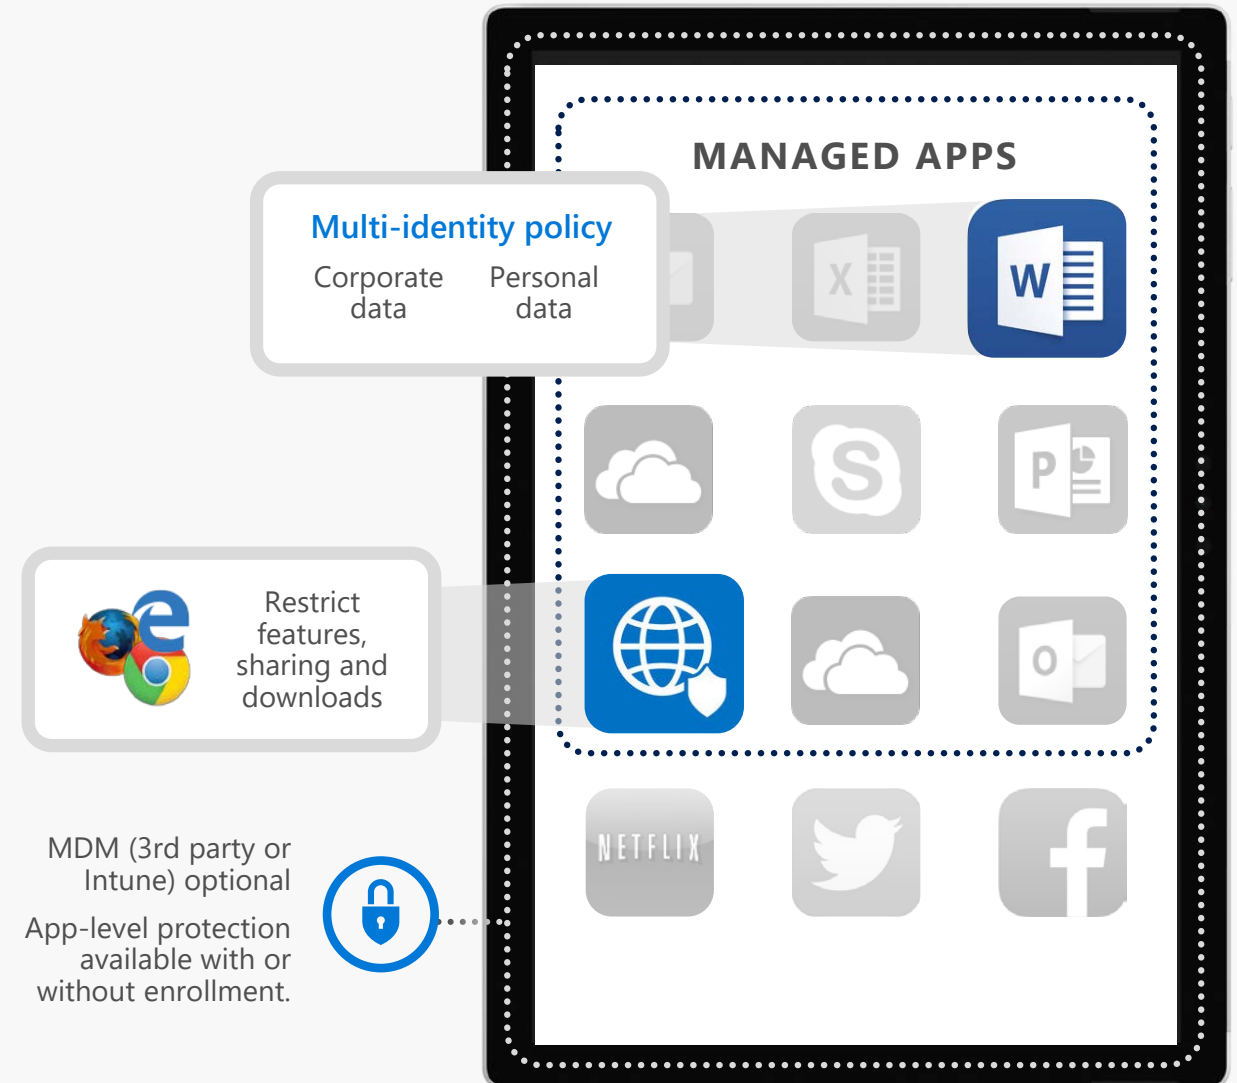 MANAGED APPS
Multi-identity policy
Corporate data
Personal data
X
W
S
P
Restrict
features,
sharing and
downloads
O
NETFLIX
MDM (3rd party or
Intune) optional
App-level protection
available with or
without enrollment.